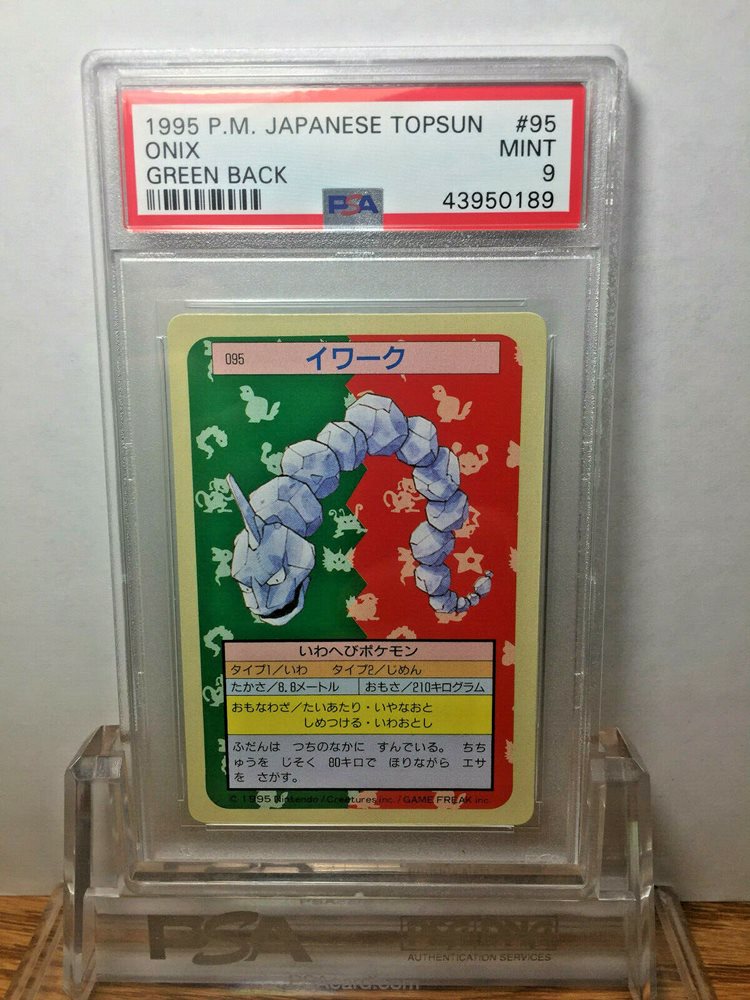 1995 P.M. JAPANESE TOPSUN #95
ONIX MINT
GREEN BACK 9
PSA 43950189
095 イワーク
いわへびポケモン
タイプ1/いわ タイプ2/じめん
たかさ/8.8メートル おもさ/210キログラム
おもなわざ/たいあたり・いやなおと
しめつける・いわおとし
ふだんは つちのなかに すんでいる。 ちち
ゅうを じそく 80キロで ほりながら エサ
を さがす。
© 1995 Nintendo/Creatures inc./GAME FREAK inc.
PSA
AUTHENTICATION SERVICES